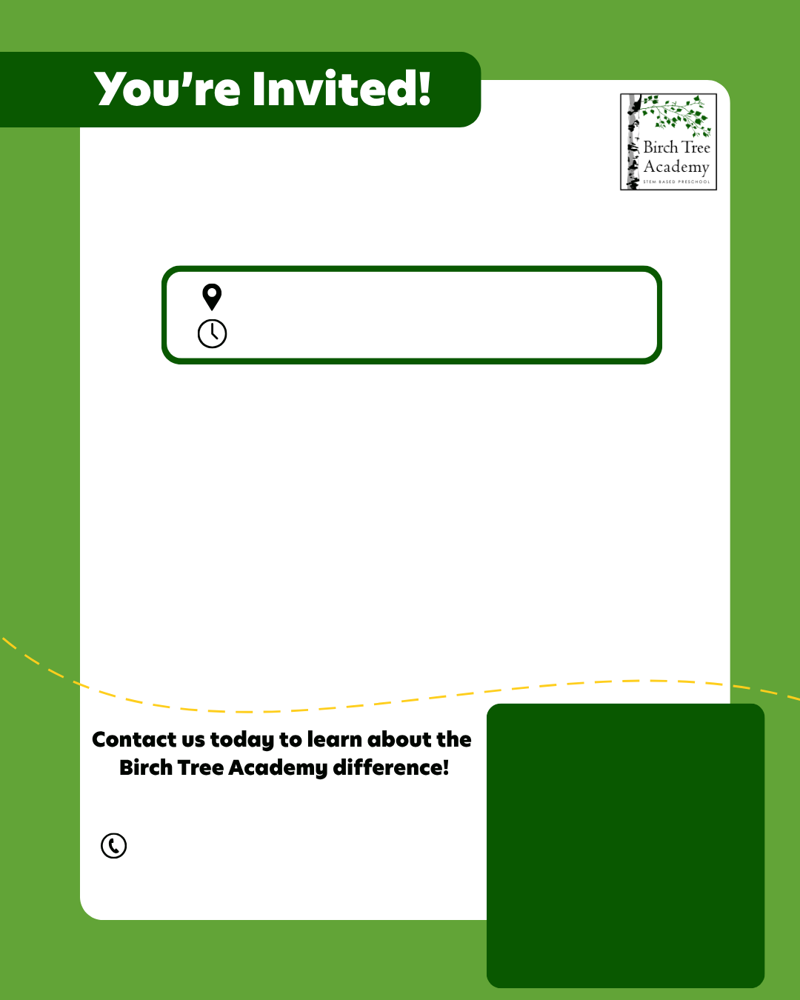 You're Invited!
Birch Tree
Academy
STEM BASED PRESCHOOL
Contact us today to learn about the
Birch Tree Academy difference!